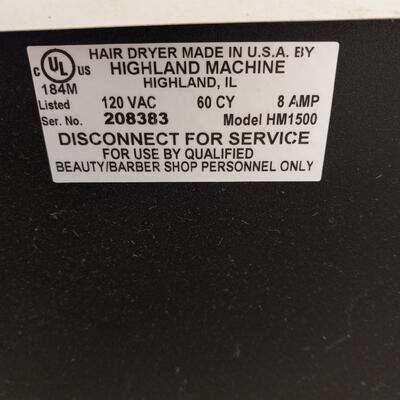 HAIR DRYER MADE IN U.S.A. BY
C UL US HIGHLAND MACHINE
184M HIGHLAND, IL
Listed 120 VAC 60 CY 8 AMP
Ser. No. 208383 Model HM1500
DISCONNECT FOR SERVICE
FOR USE BY QUALIFIED
BEAUTY/BARBER SHOP PERSONNEL ONLY